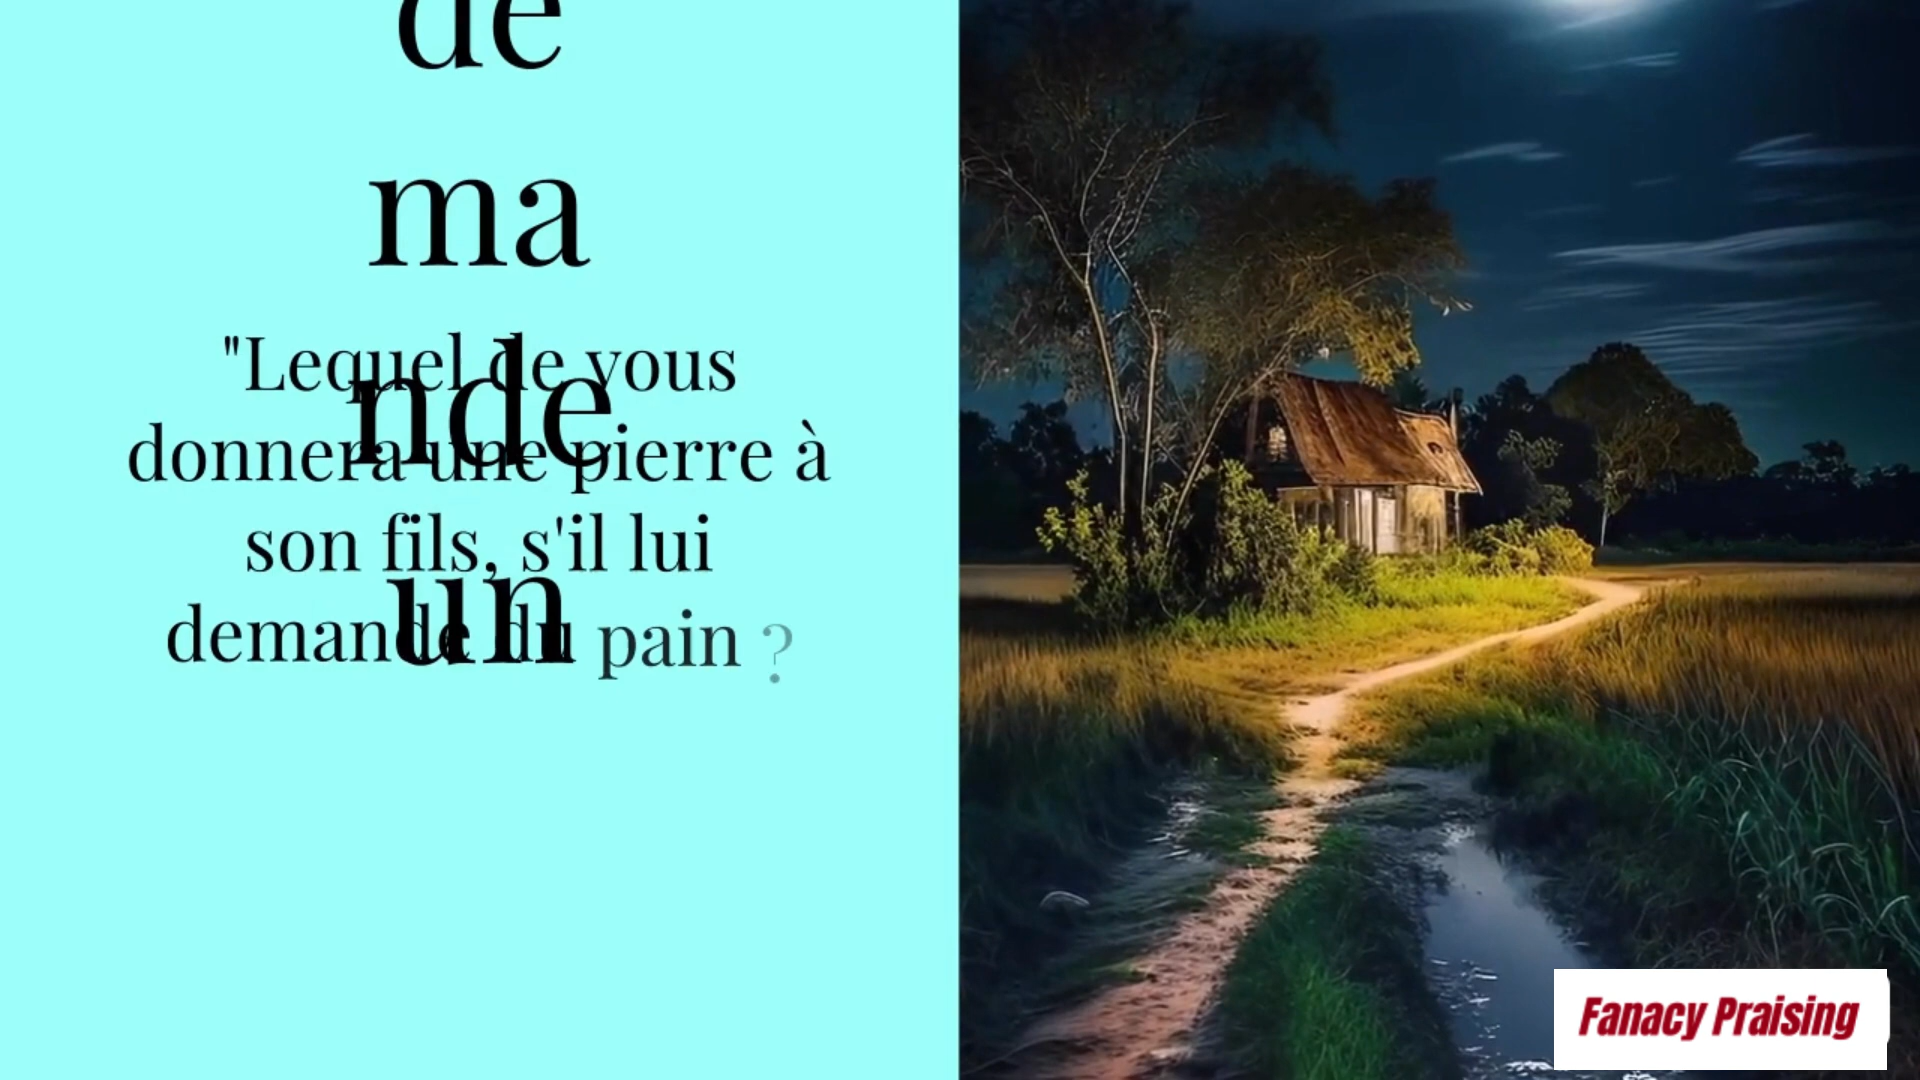 de
ma
nde
un
"Lequel de vous
donnera une pierre à
son fils, s'il lui
demande du pain ?
Fanacy Praising